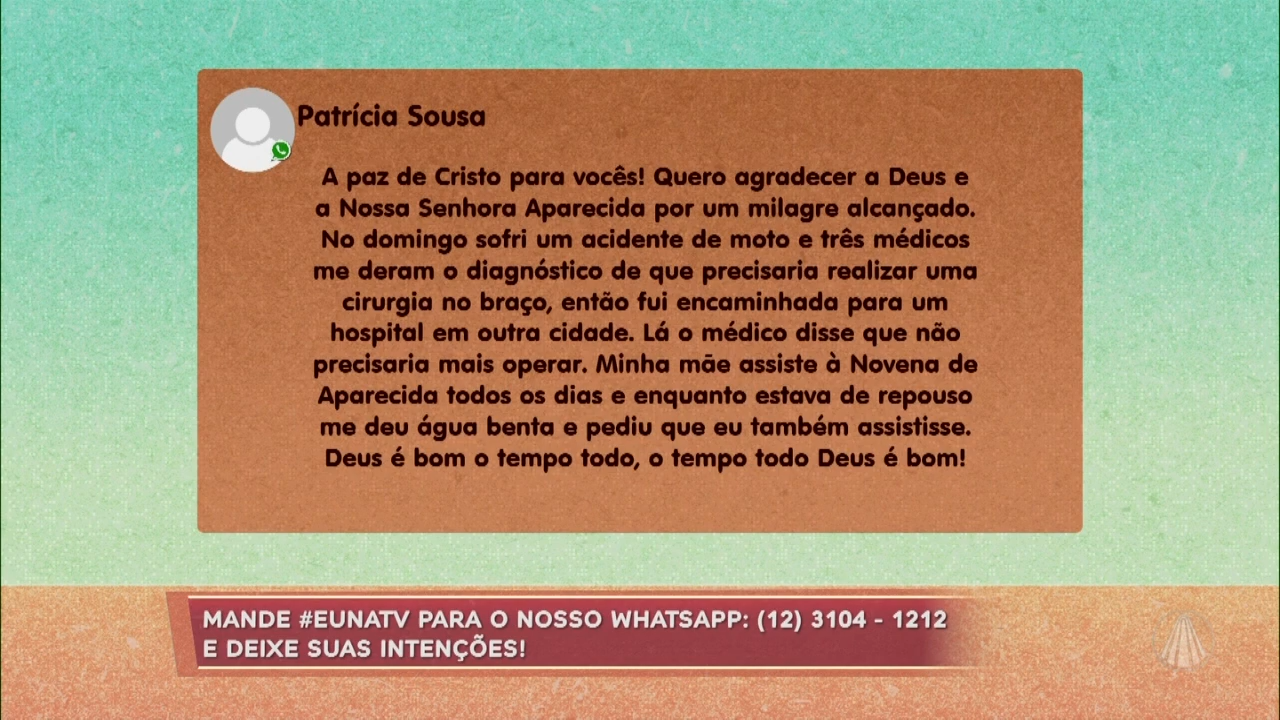 Patrícia Sousa
A paz de Cristo para vocês! Quero agradecer a Deus e
a Nossa Senhora Aparecida por um milagre alcançado.
No domingo sofri um acidente de moto e três médicos
me deram o diagnóstico de que precisaria realizar uma
cirurgia no braço, então fui encaminhada para um
hospital em outra cidade. Lá o médico disse que não
precisaria mais operar. Minha mãe assiste à Novena de
Aparecida todos os dias e enquanto estava de repouso
me deu água benta e pediu que eu também assistisse.
Deus é bom o tempo todo, o tempo todo Deus é bom!
MANDE #EUNATV PARA O NOSSO WHATSAPP: (12) 3104 - 1212
E DEIXE SUAS INTENÇÕES!